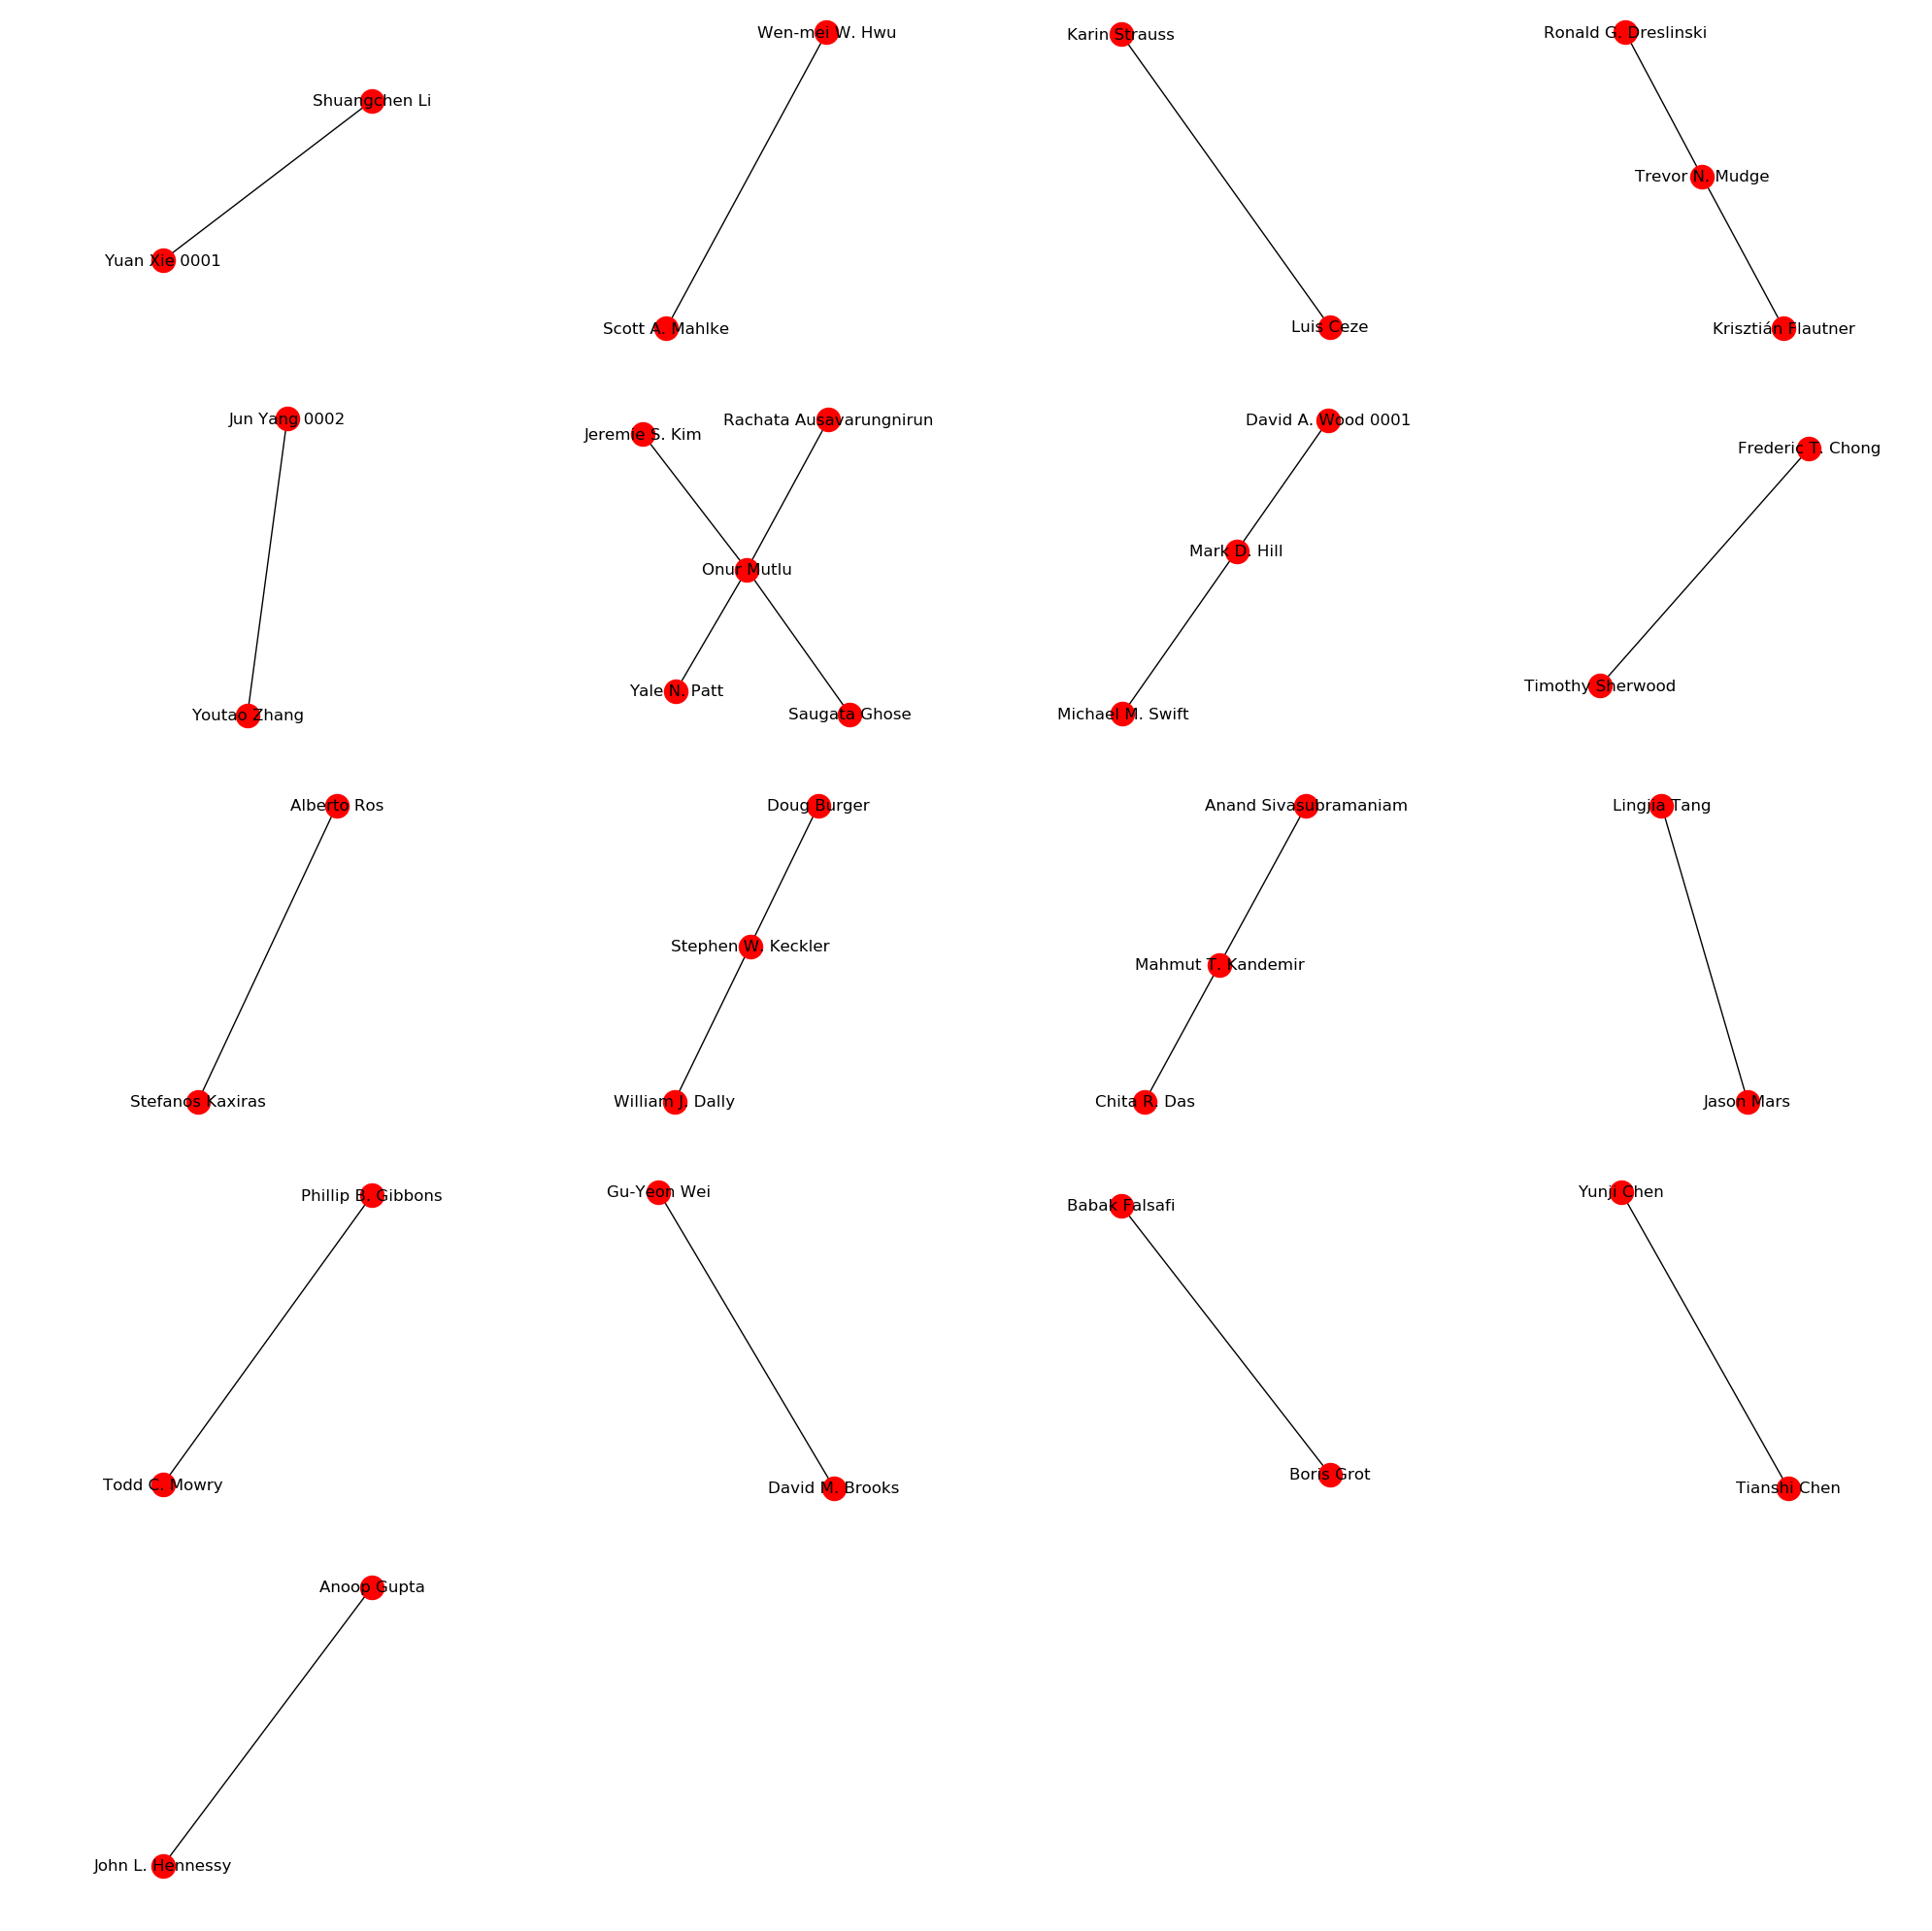 Wen-mei W. Hwu
Karin Strauss
Ronald G. Dreslinski
Shuangchen Li
Trevor N. Mudge
Yuan Xie 0001
Scott A. Mahlke
Luis Ceze
Krisztián Flautner
Jun Yang 0002
Jeremie S. Kim
Rachata Ausavarungnirun
David A. Wood 0001
Frederic T. Chong
Mark D. Hill
Onur Mutlu
Yale N. Patt
Timothy Sherwood
Youtao Zhang
Saugata Ghose
Michael M. Swift
Alberto Ros
Doug Burger
Anand Sivasubramaniam
Lingjia Tang
Stephen W. Keckler
Mahmut T. Kandemir
Stefanos Kaxiras
William J. Dally
Chita R. Das
Jason Mars
Phillip B. Gibbons
Gu-Yeon Wei
Babak Falsafi
Yunji Chen
Todd C. Mowry
David M. Brooks
Boris Grot
Tianshi Chen
Anoop Gupta
John L. Hennessy